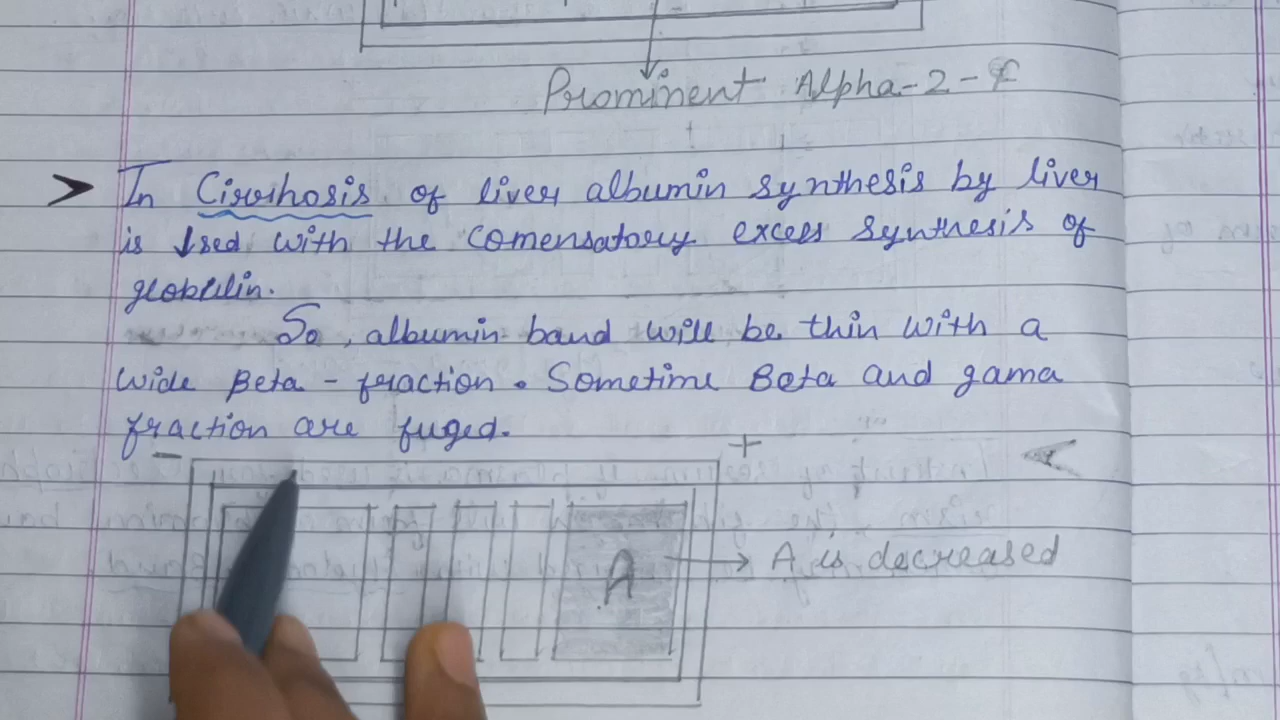 Prominent Alpha-2-F
In Cirrhosis of liver albumin synthesis by liver
is ↓sed with the comensatory excess synthesis of
globulin.
So, albumin band will be thin with a
wide Beta - fraction. Sometime Beta and gama
fraction are fuged.
- +
A → A is decreased